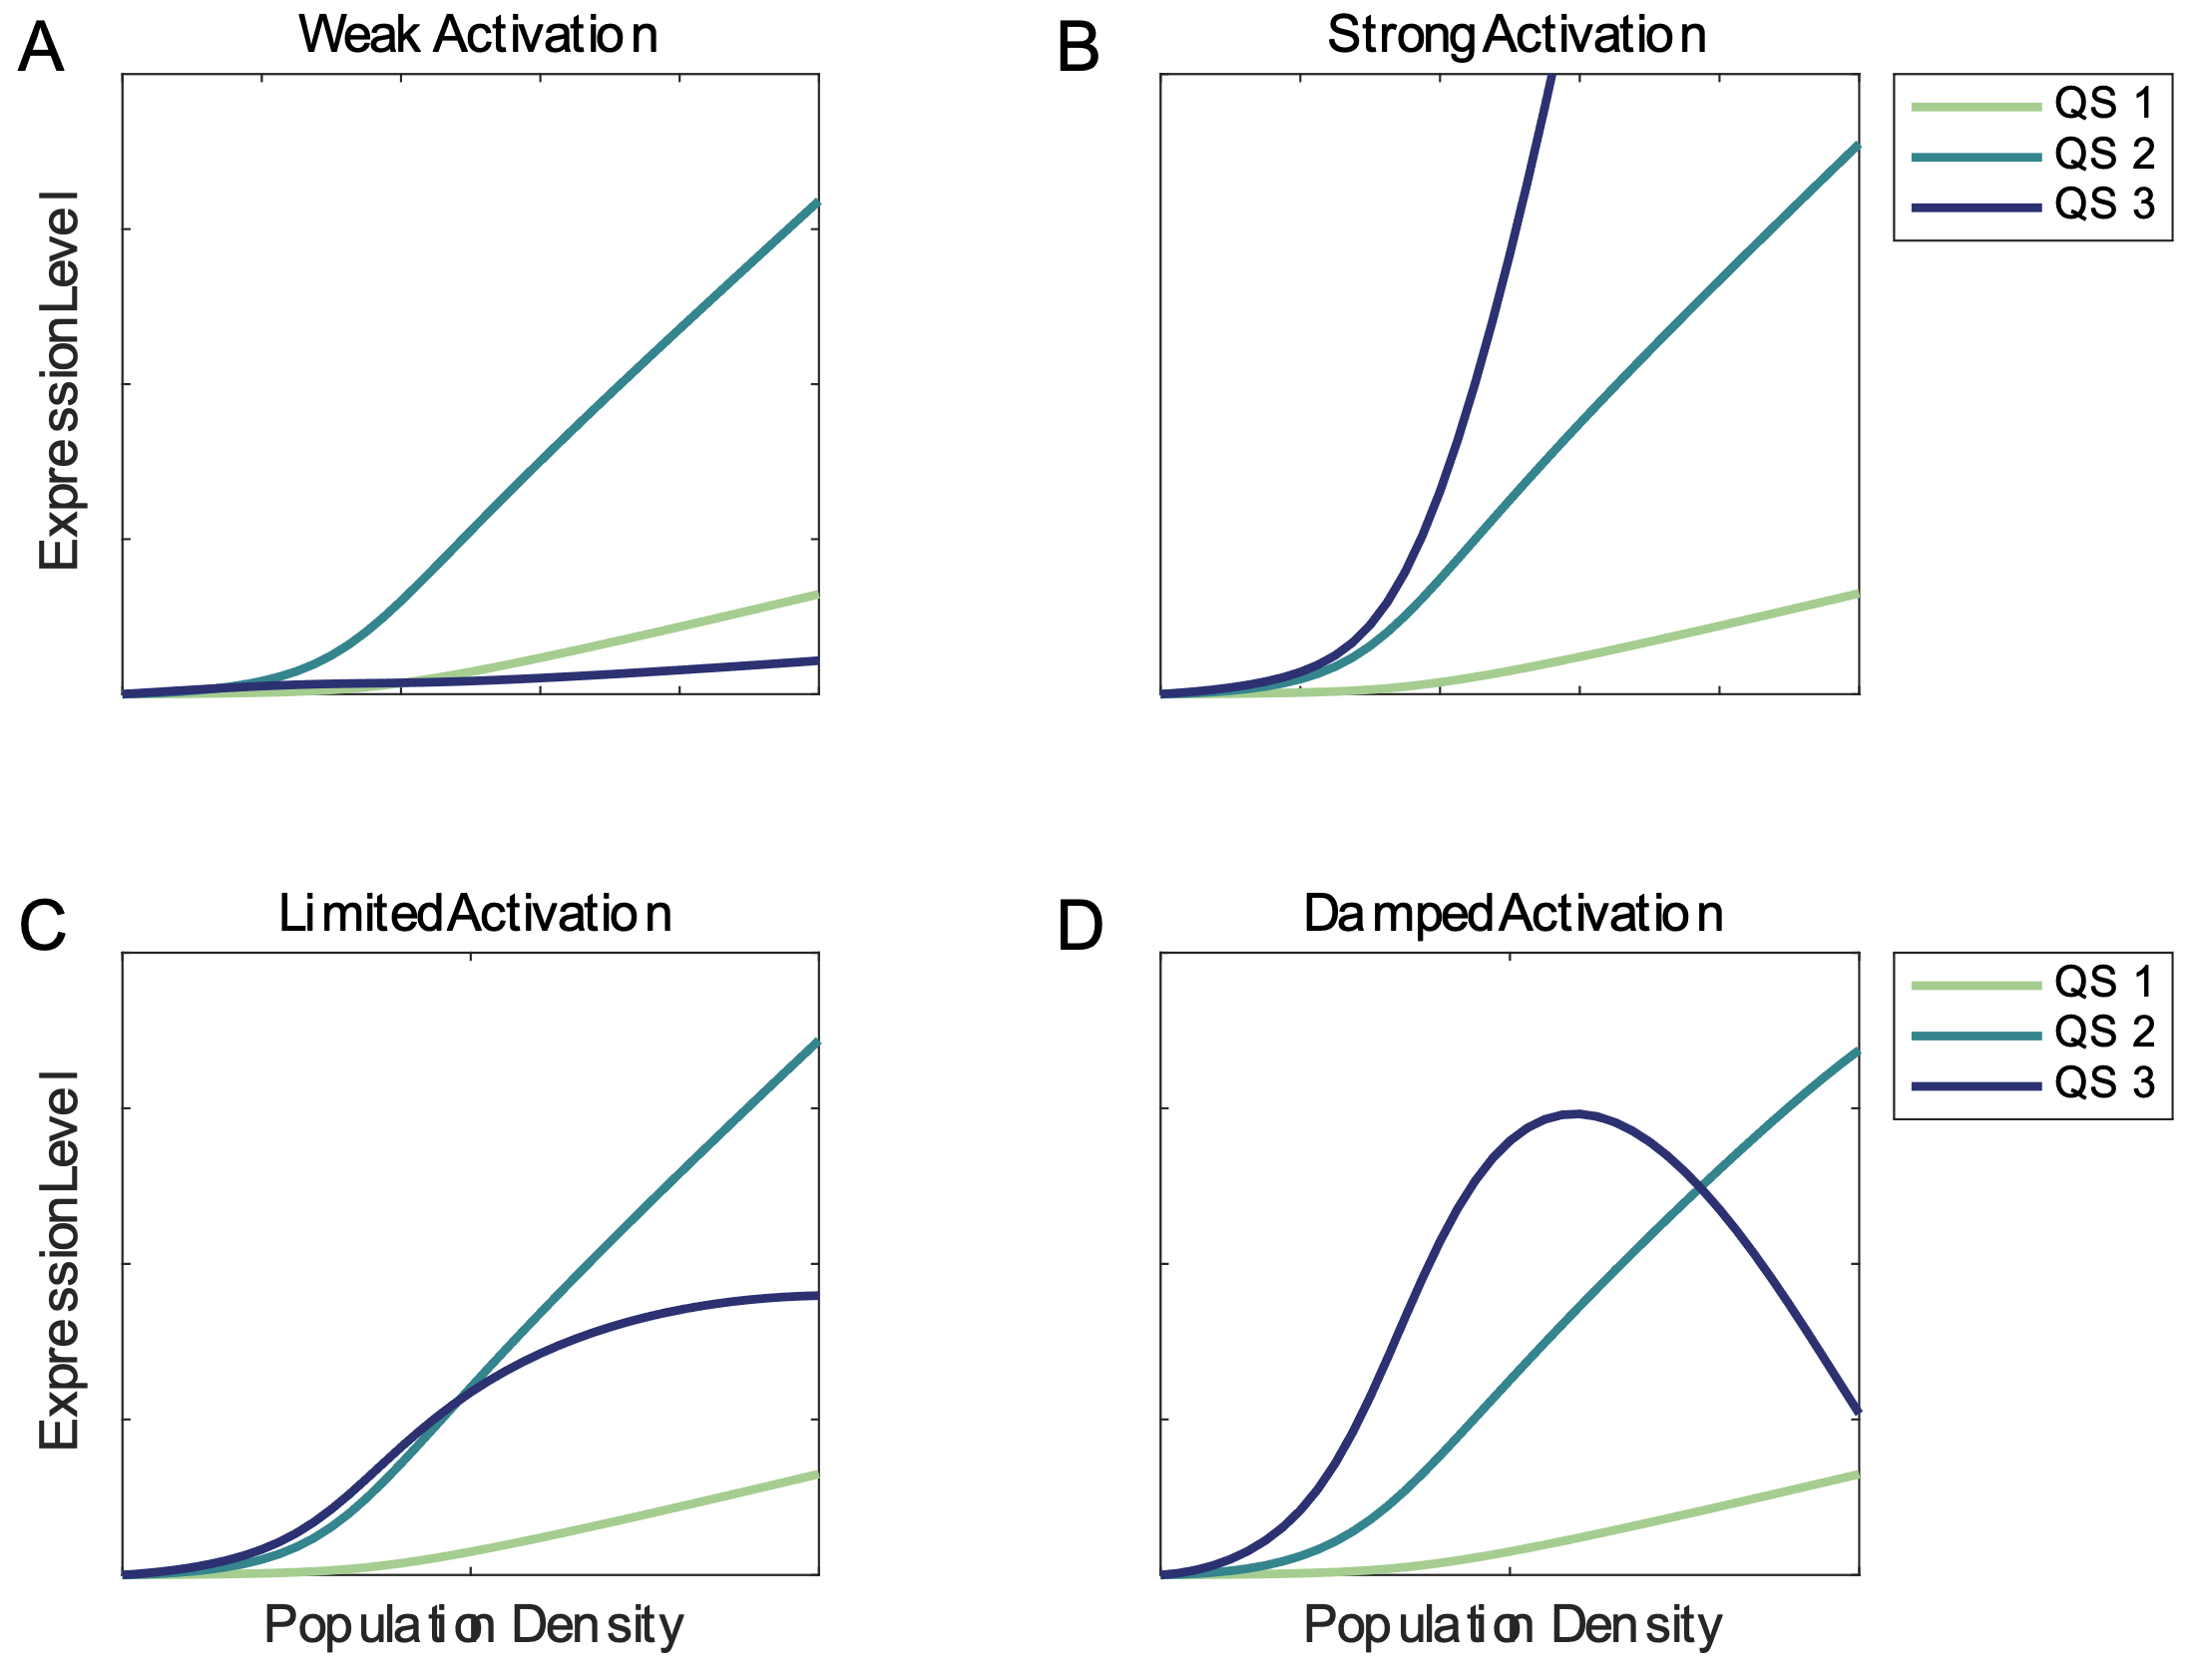 A
Weak Activation
Expression Level
B
Strong Activation
QS 1
QS 2
QS 3
C
Limited Activation
Expression Level
Population Density
D
Damped Activation
QS 1
QS 2
QS 3
Population Density